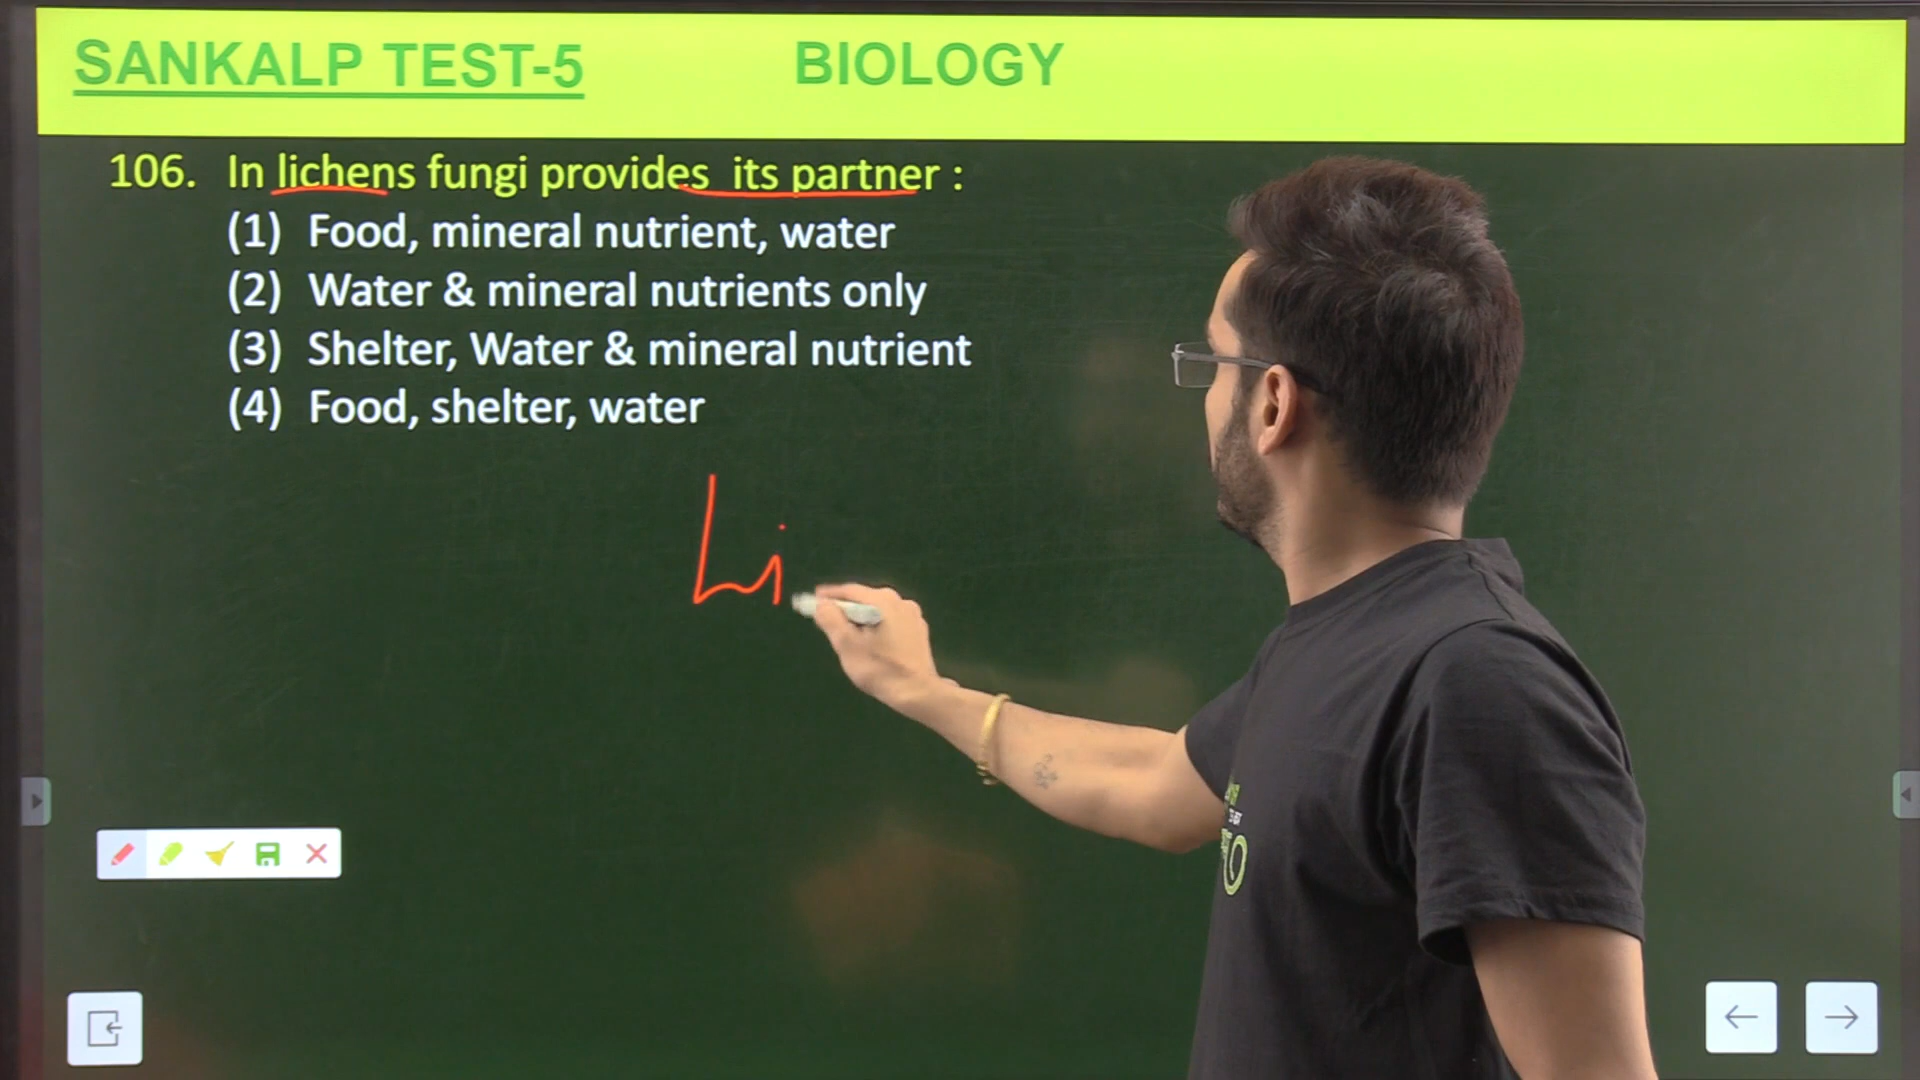 SANKALP TEST-5 BIOLOGY
106. In lichens fungi provides its partner :
(1) Food, mineral nutrient, water
(2) Water & mineral nutrients only
(3) Shelter, Water & mineral nutrient
(4) Food, shelter, water
Li